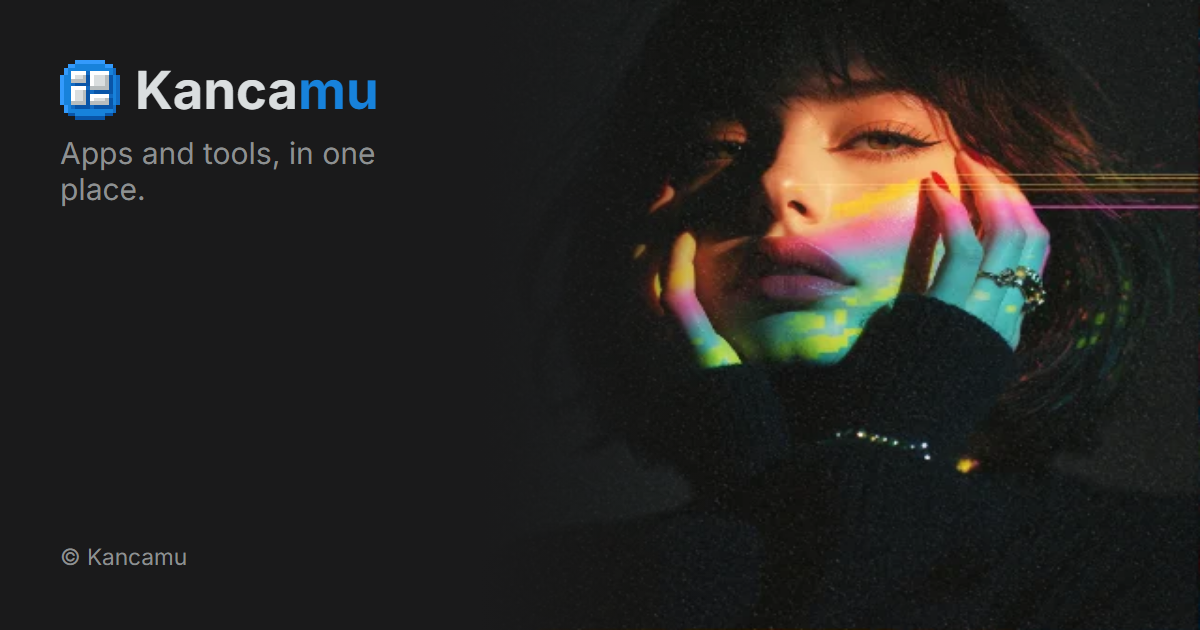 Kancamu
Apps and tools, in one
place.
© Kancamu